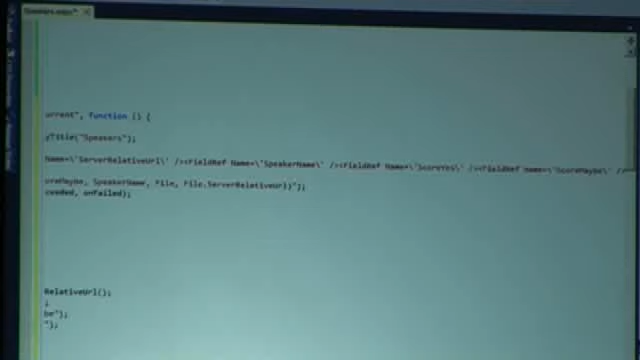 Speakers.aspx*
urrent", function () {
yTitle("Speakers");
Name=\'ServerRelativeUrl\' /><FieldRef Name=\'SpeakerName\' /><FieldRef Name=\'ScoreYes\' /><FieldRef Name=\'ScoreMaybe\' />
oreMaybe, SpeakerName, File, File.ServerRelativeUrl)");
ceeded, onFailed);
RelativeUrl();
;
be");
");